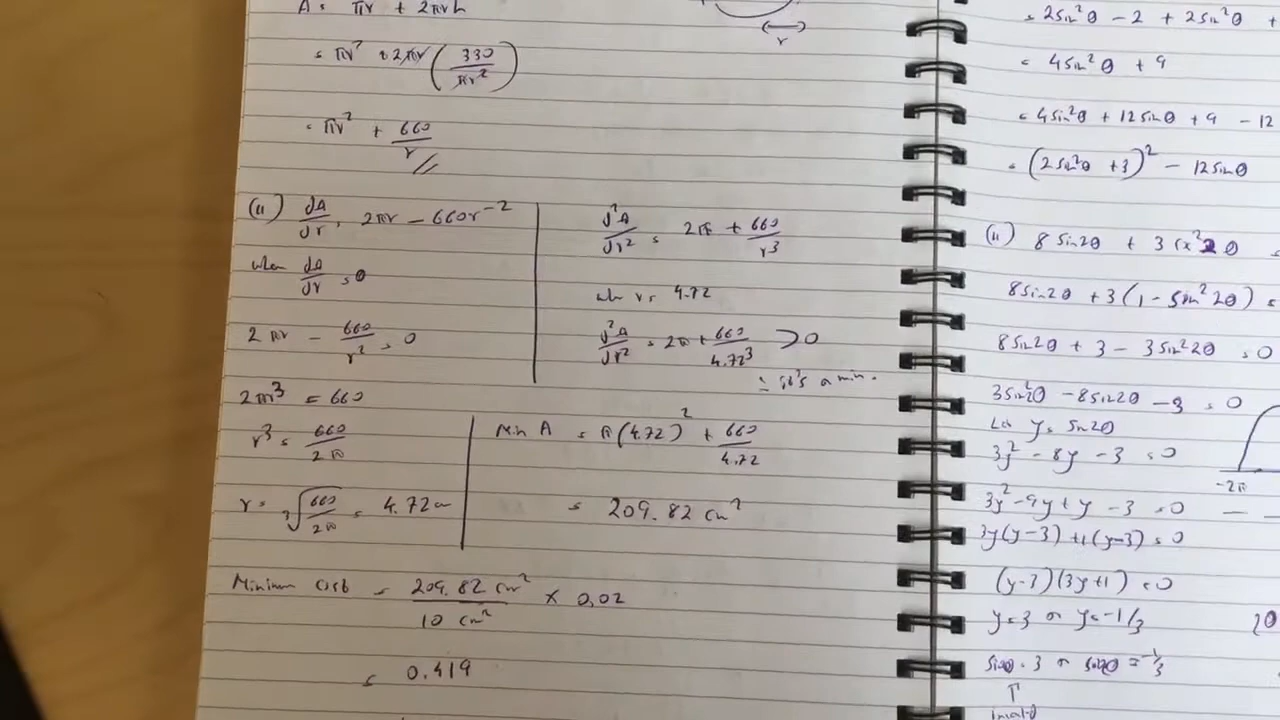 A = πr² + 2πrh
= πr² + 2πr(330/πr²)
r
= πr² + 660/r
(ii) dA/dr = 2πr - 660r⁻²
when dA/dr = 0
2πr - 660/r² = 0
2πr³ = 660
r³ = 660/2π
r = ∛(660/2π) = 4.72 cm
d²A/dr² = 2π + 660/r³
when r = 4.72
d²A/dr² = 2π + 660/4.72³ > 0
∴ it's a min.
Min A = π(4.72)² + 660/4.72
= 209.82 cm²
Minimum cost = 209.82 cm²/10 cm² × 0.02
= 0.419
= 2sin²θ - 2 + 2sin²θ +
= 4sin²θ + 9
= 4sin²θ + 12sinθ + 9 - 12
= (2sin²θ + 3)² - 12sinθ
(ii) 8sin2θ + 3cos²2θ =
8sin2θ + 3(1 - sin²2θ) =
8sin2θ + 3 - 3sin²2θ = 0
3sin²2θ - 8sin2θ - 3 = 0
Let y = sin2θ
3y² - 8y - 3 = 0
-2π
3y² - 9y + y - 3 = 0
3y(y-3) + 1(y-3) = 0
(y-3)(3y+1) = 0
y = 3 or y = -1/3
2θ
sin2θ = 3 or sin2θ = -1/3
↑